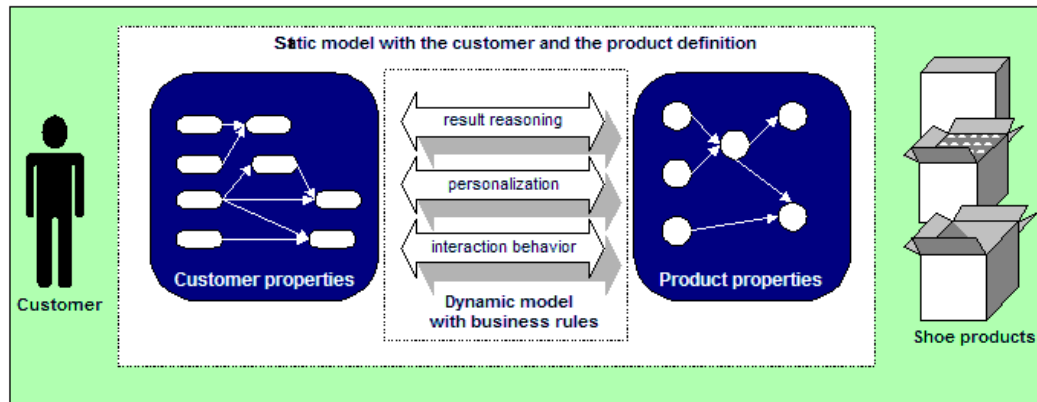 Static model with the customer and the product definition
result reasoning
personalization
interaction behavior
Customer properties
Product properties
Dynamic model
with business rules
Customer
Shoe products